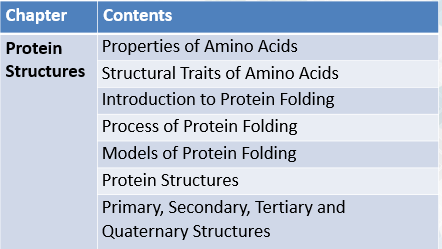 Chapter Contents
Protein Structures
Properties of Amino Acids
Structural Traits of Amino Acids
Introduction to Protein Folding
Process of Protein Folding
Models of Protein Folding
Protein Structures
Primary, Secondary, Tertiary and
Quaternary Structures